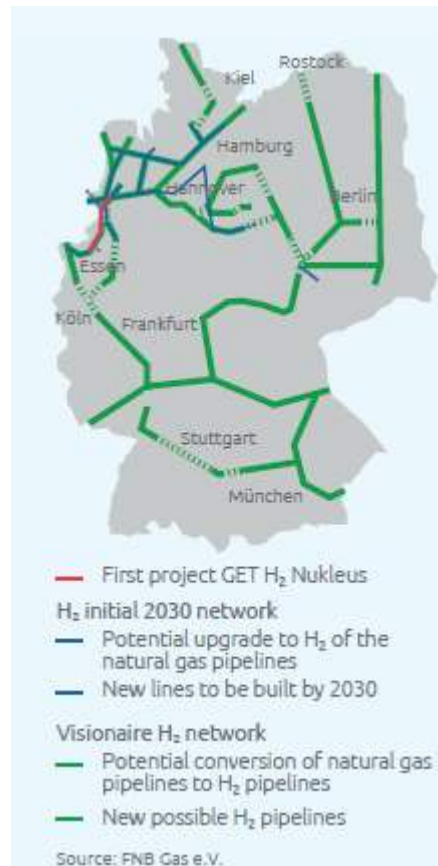 Rostock
Kiel
Hamburg
Hannover
Berlin
Essen
Köln
Frankfurt
Stuttgart
München
First project GET H₂ Nukleus
H₂ initial 2030 network
Potential upgrade to H₂ of the
natural gas pipelines
New lines to be built by 2030
Visionaire H₂ network
Potential conversion of natural gas
pipelines to H₂ pipelines
New possible H₂ pipelines
Source: FNB Gas e.V.